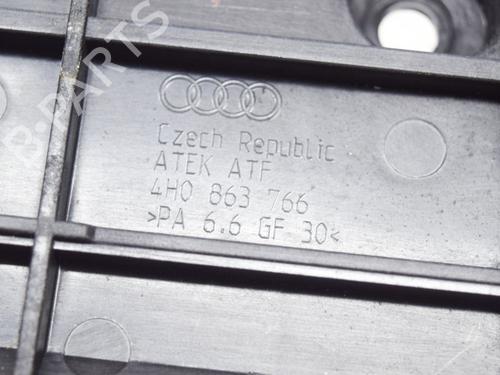 B-PARTS
Czech Republic
ATEK ATF
4H0 863 766
>PA 6.6 GF 30<